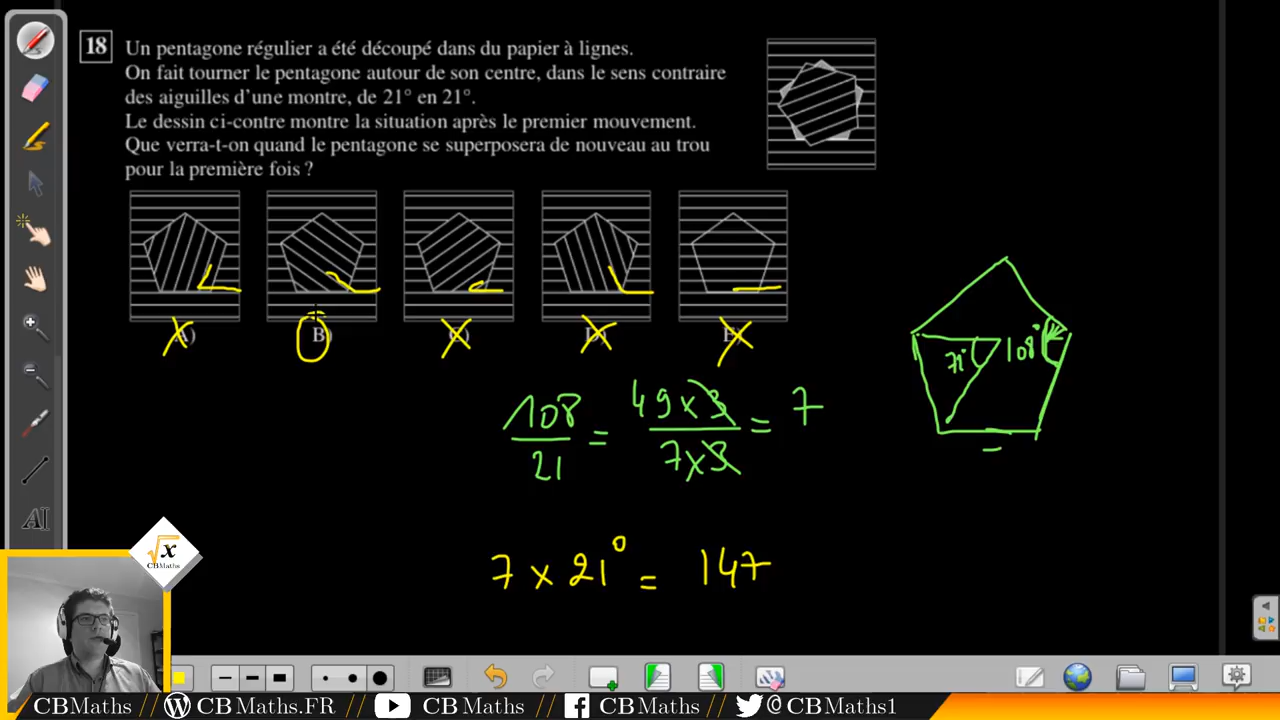 18
Un pentagone régulier a été découpé dans du papier à lignes.
On fait tourner le pentagone autour de son centre, dans le sens contraire
des aiguilles d'une montre, de 21° en 21°.
Le dessin ci-contre montre la situation après le premier mouvement.
Que verra-t-on quand le pentagone se superposera de nouveau au trou
pour la première fois ?
A) B) C) D) E)
108°
108/21 = 49×3/7×3 = 7
7 × 21° = 147
√x
CBMaths
CBMaths CBMaths.FR CBMaths CBMaths @CBMaths1
AI